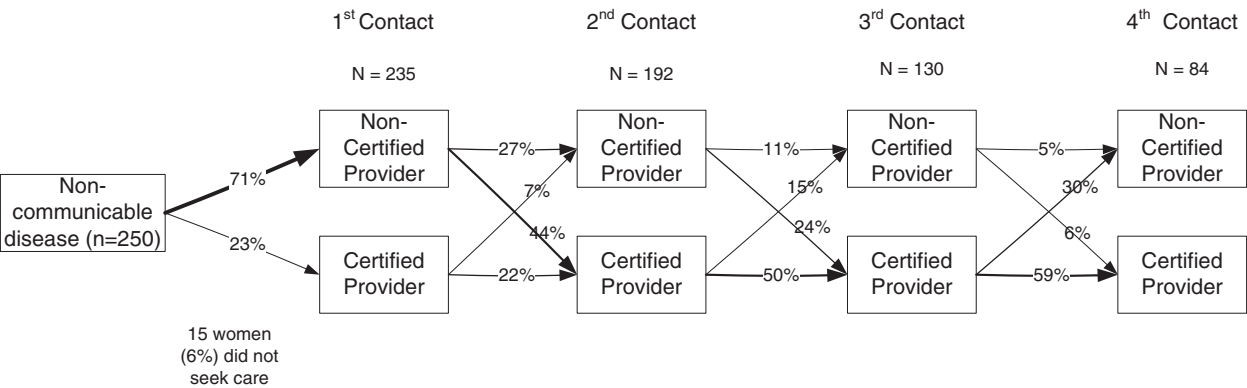 1st Contact
2nd Contact
3rd Contact
4th Contact
N = 235
N = 192
N = 130
N = 84
Non-
communicable
disease (n=250)
71%
23%
15 women
(6%) did not
seek care
Non-
Certified
Provider
Certified
Provider
27%
7%
44%
22%
Non-
Certified
Provider
Certified
Provider
11%
15%
24%
50%
Non-
Certified
Provider
Certified
Provider
5%
30%
6%
59%
Non-
Certified
Provider
Certified
Provider